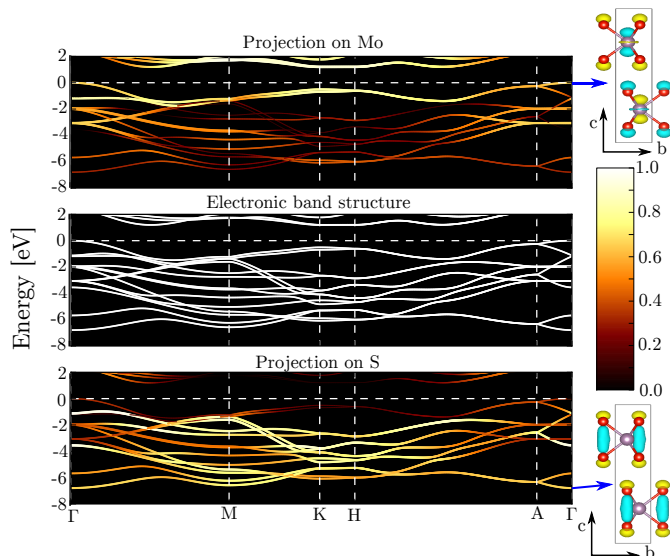 Projection on Mo
2
0
-2
-4
-6
-8
c
b
Electronic band structure
2
0
-2
-4
-6
-8
Energy [eV]
1.0
0.8
0.6
0.4
0.2
0.0
Projection on S
2
0
-2
-4
-6
-8
Γ M K H A Γ
c
b